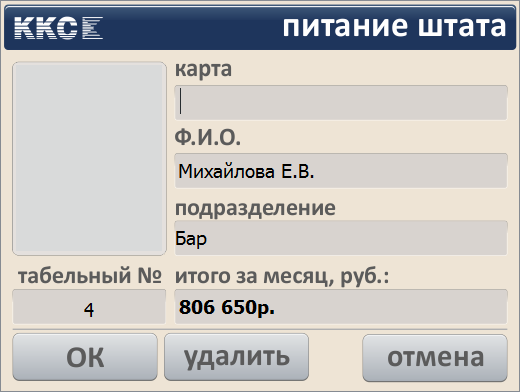 ККС питание штата
карта
Ф.И.О.
Михайлова Е.В.
подразделение
Бар
табельный № итого за месяц, руб.:
4 806 650р.
ОК удалить отмена